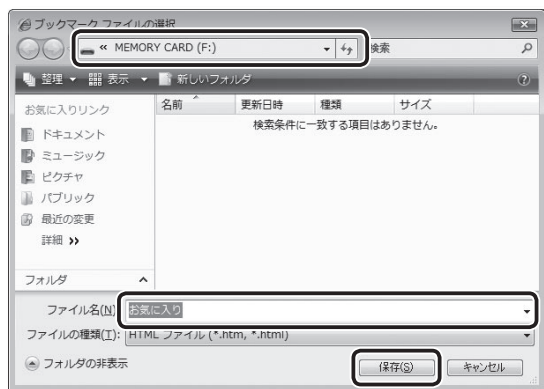 ブックマーク ファイルの選択
« MEMORY CARD (F:)
検索
整理 表示 新しいフォルダ
お気に入りリンク
ドキュメント
ミュージック
ピクチャ
パブリック
最近の変更
詳細 »
フォルダ
名前 更新日時 種類 サイズ
検索条件に一致する項目はありません。
ファイル名(N): お気に入り
ファイルの種類(T): HTML ファイル (*.htm, *.html)
フォルダの非表示 保存(S) キャンセル